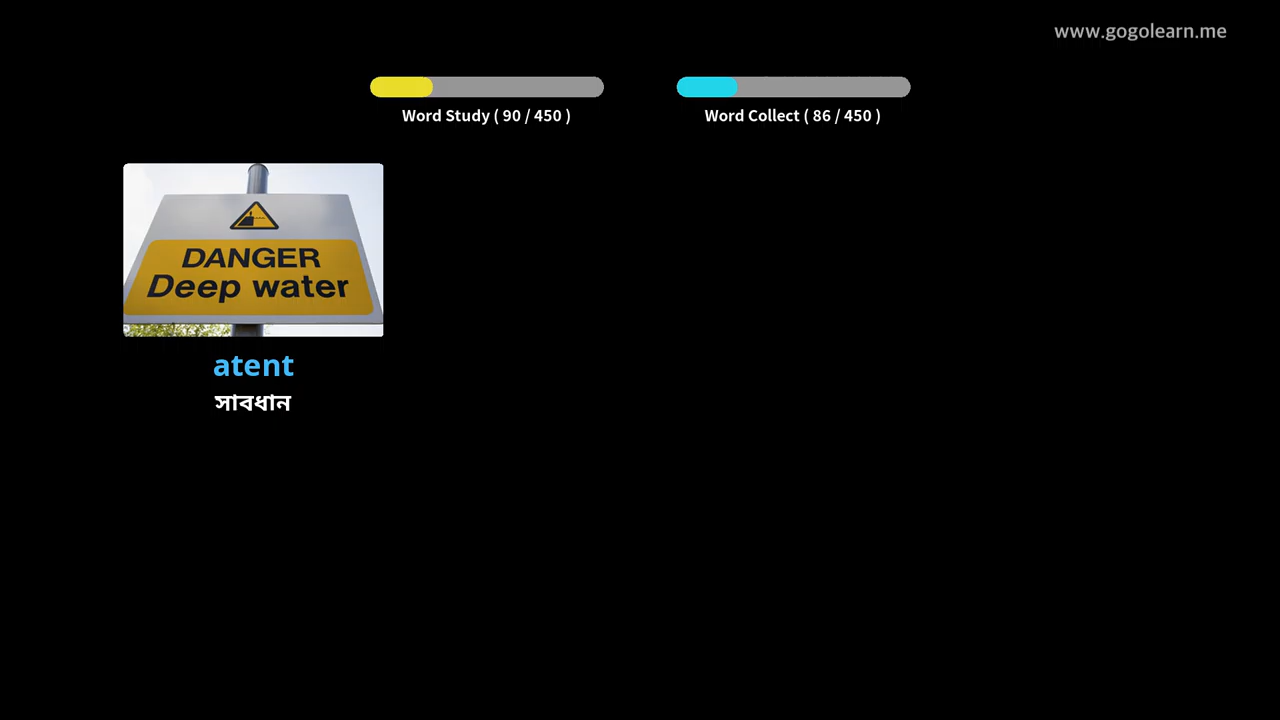 www.gogolearn.me
Word Study ( 90 / 450 )
Word Collect ( 86 / 450 )
DANGER
Deep water
atent
সাবধান